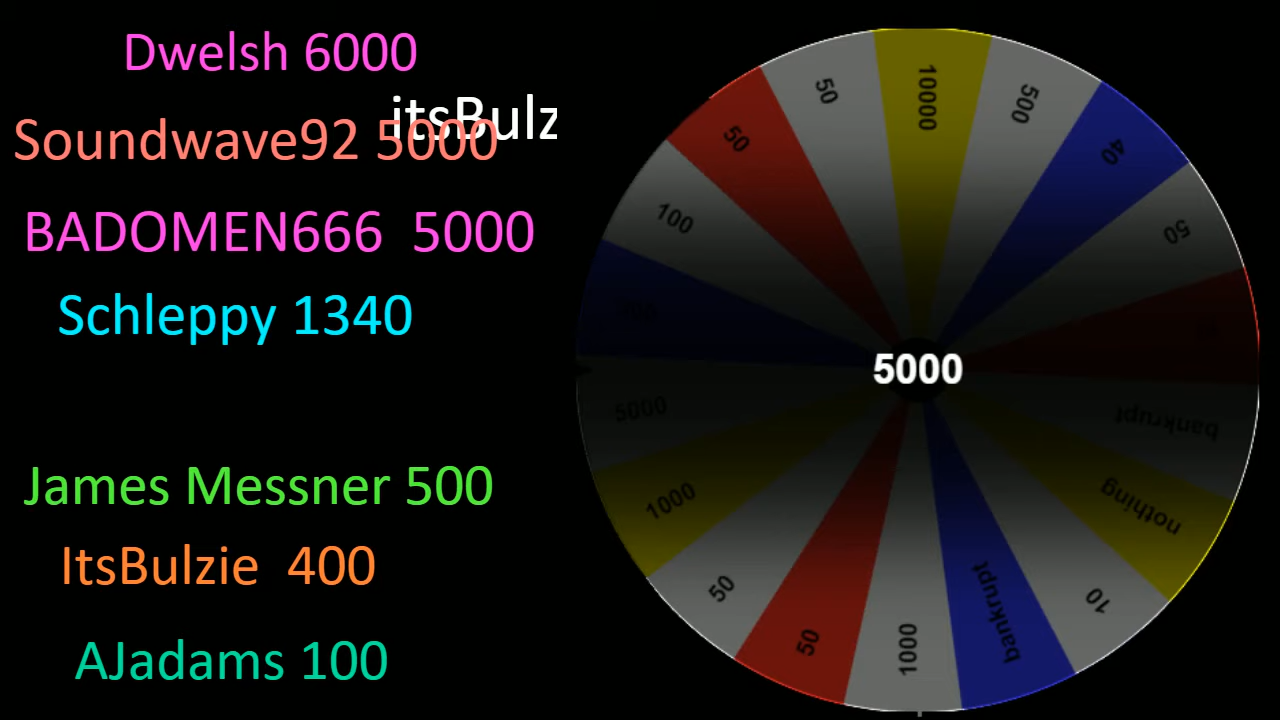 Dwelsh 6000
itsBulz
Soundwave92 5000
BADOMEN666 5000
Schleppy 1340
James Messner 500
ItsBulzie 400
AJadams 100
10000
500
40
50
bankrupt
nothing
10
bankrupt
1000
50
50
1000
5000
100
50
50
5000